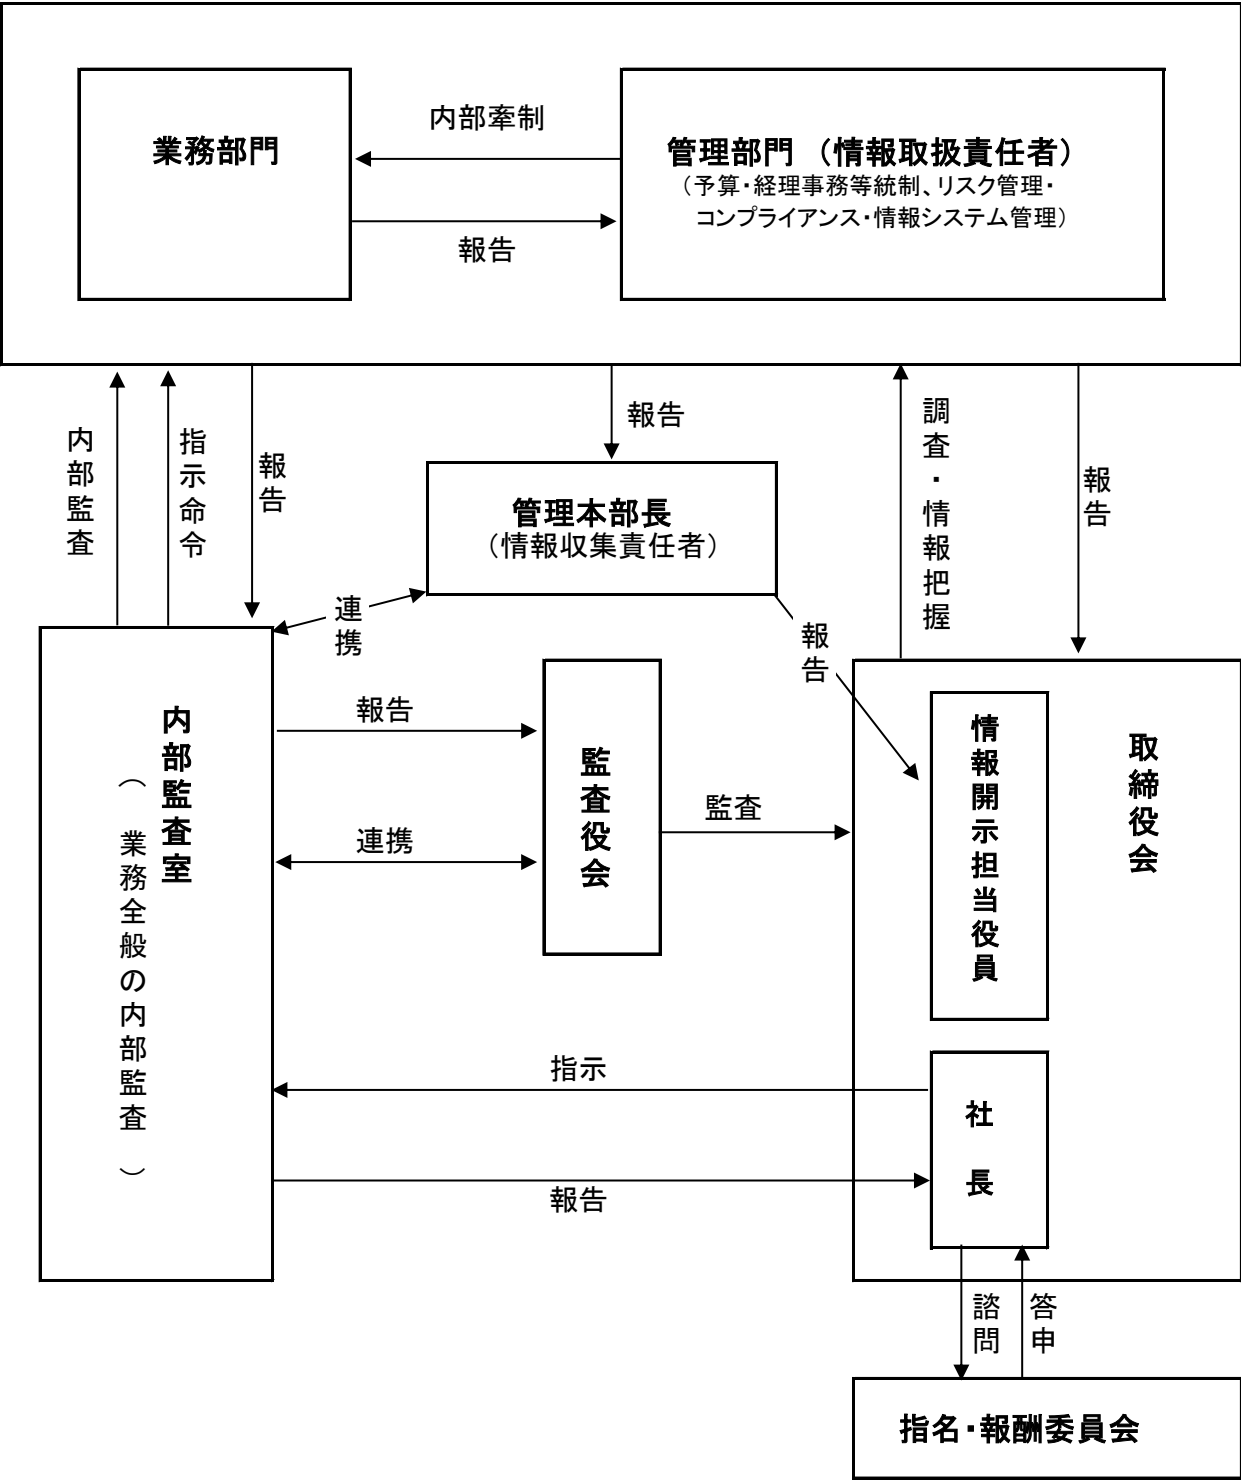 業務部門
内部牽制
報告
管理部門 （情報取扱責任者）
（予算・経理事務等統制、リスク管理・
コンプライアンス・情報システム管理）
内部監査
指示命令
報告
報告
調査・情報把握
報告
管理本部長
（情報収集責任者）
連携
報告
内部監査室
（業務全般の内部監査）
報告
連携
監査役会
監査
情報開示担当役員
取締役会
指示
報告
社長
諮問
答申
指名・報酬委員会